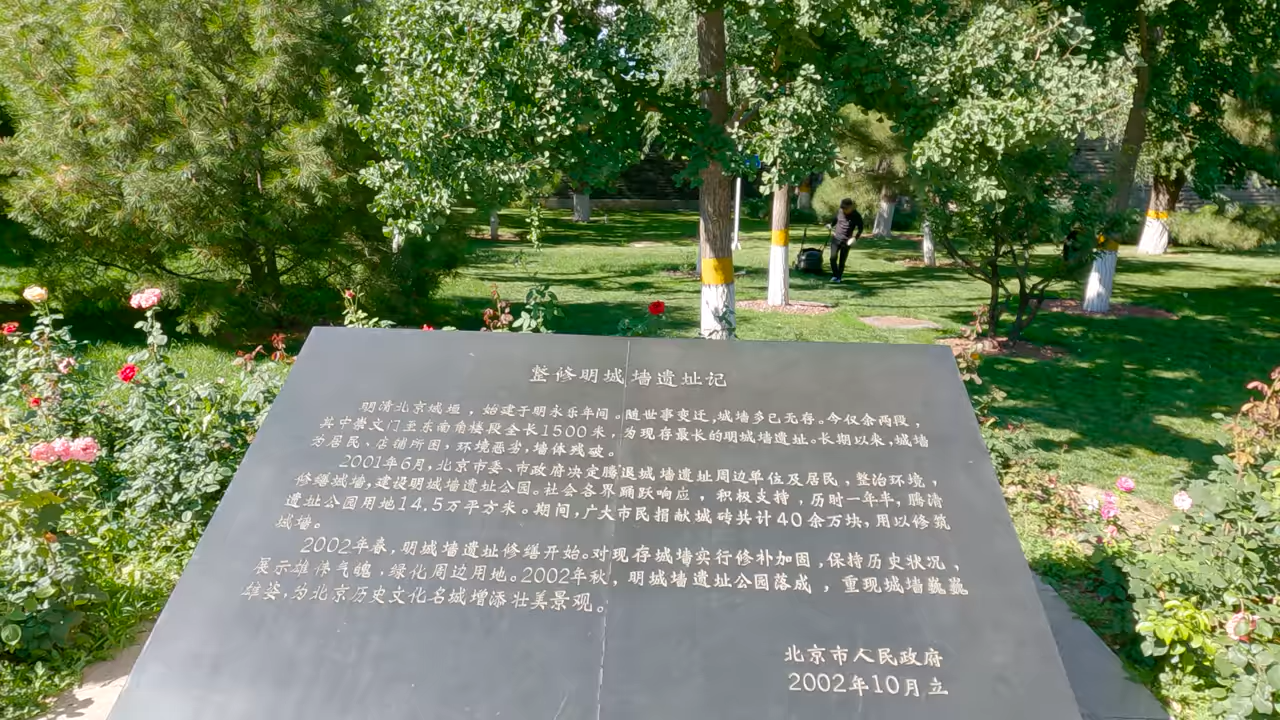 整修明城墙遗址记
明清北京城垣，始建于明永乐年间。随世事变迁，城墙多已无存。今仅余两段，
其中崇文门至东南角楼段全长1500米，为现存最长的明城墙遗址。长期以来，城墙
为居民、店铺所围，环境恶劣，墙体残破。
2001年6月，北京市委、市政府决定腾退城墙遗址周边单位及居民，整治环境，
修缮城墙，建设明城墙遗址公园。社会各界踊跃响应，积极支持，历时一年半，腾清
遗址公园用地14.5万平方米。期间，广大市民捐献城砖共计40余万块，用以修筑
城墙。
2002年春，明城墙遗址修缮开始。对现存城墙实行修补加固，保持历史状况，
展示雄伟气魄，绿化周边用地。2002年秋，明城墙遗址公园落成，重现城墙巍巍
雄姿，为北京历史文化名城增添壮美景观。
北京市人民政府
2002年10月立